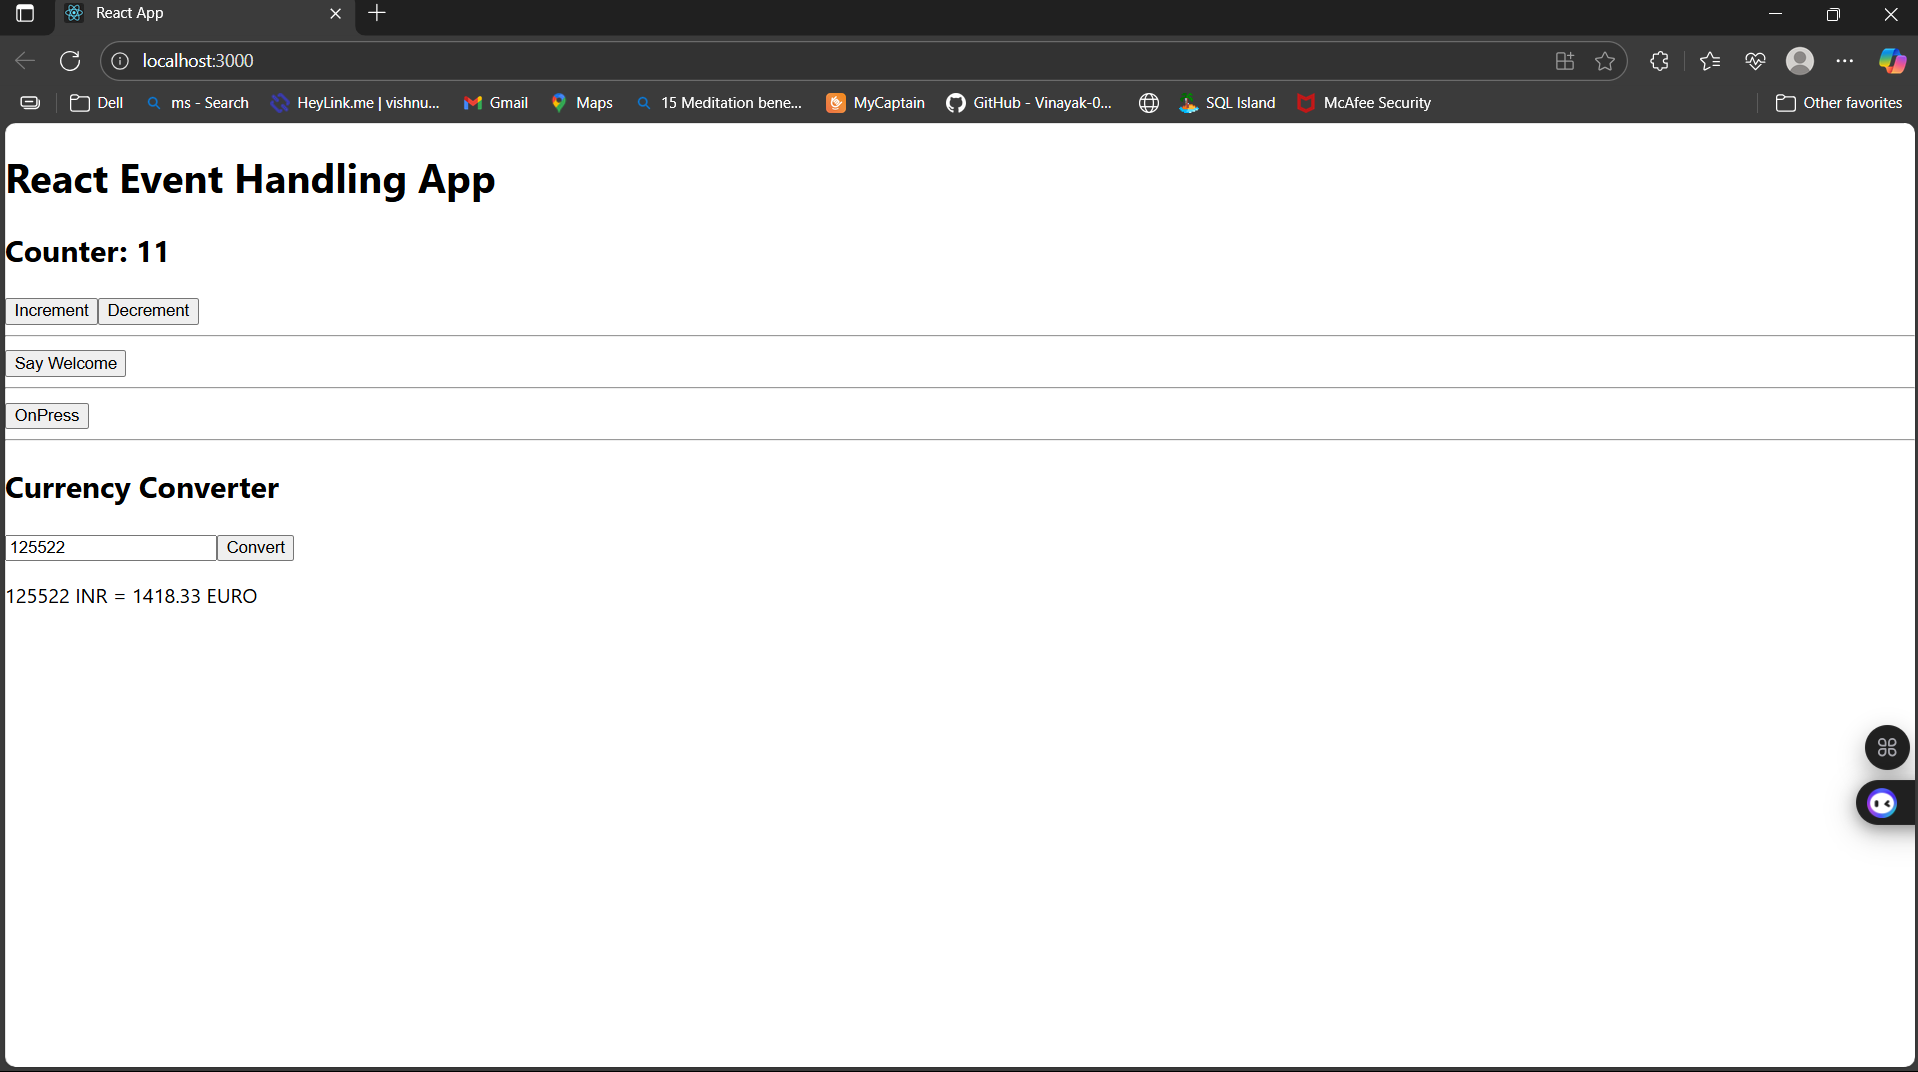 React App
localhost:3000
Dell ms - Search HeyLink.me | vishnu... Gmail Maps 15 Meditation bene... MyCaptain GitHub - Vinayak-0... SQL Island McAfee Security Other favorites
React Event Handling App
Counter: 11
Increment Decrement
Say Welcome
OnPress
Currency Converter
125522 Convert
125522 INR = 1418.33 EURO